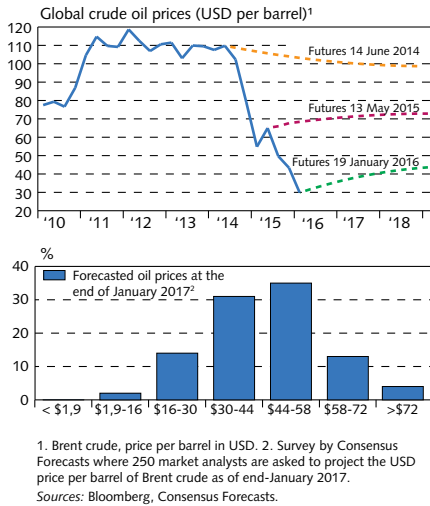 Global crude oil prices (USD per barrel)¹
120
110
100
90
80
70
60
50
40
30
20
Futures 14 June 2014
Futures 13 May 2015
Futures 19 January 2016
‘10 ‘11 ‘12 ‘13 ‘14 ‘15 ‘16 ‘17 ‘18
%
40
30
20
10
0
Forecasted oil prices at the
end of January 2017²
< $1,9 $1,9-16 $16-30 $30-44 $44-58 $58-72 >$72
1. Brent crude, price per barrel in USD. 2. Survey by Consensus
Forecasts where 250 market analysts are asked to project the USD
price per barrel of Brent crude as of end-January 2017.
Sources: Bloomberg, Consensus Forecasts.